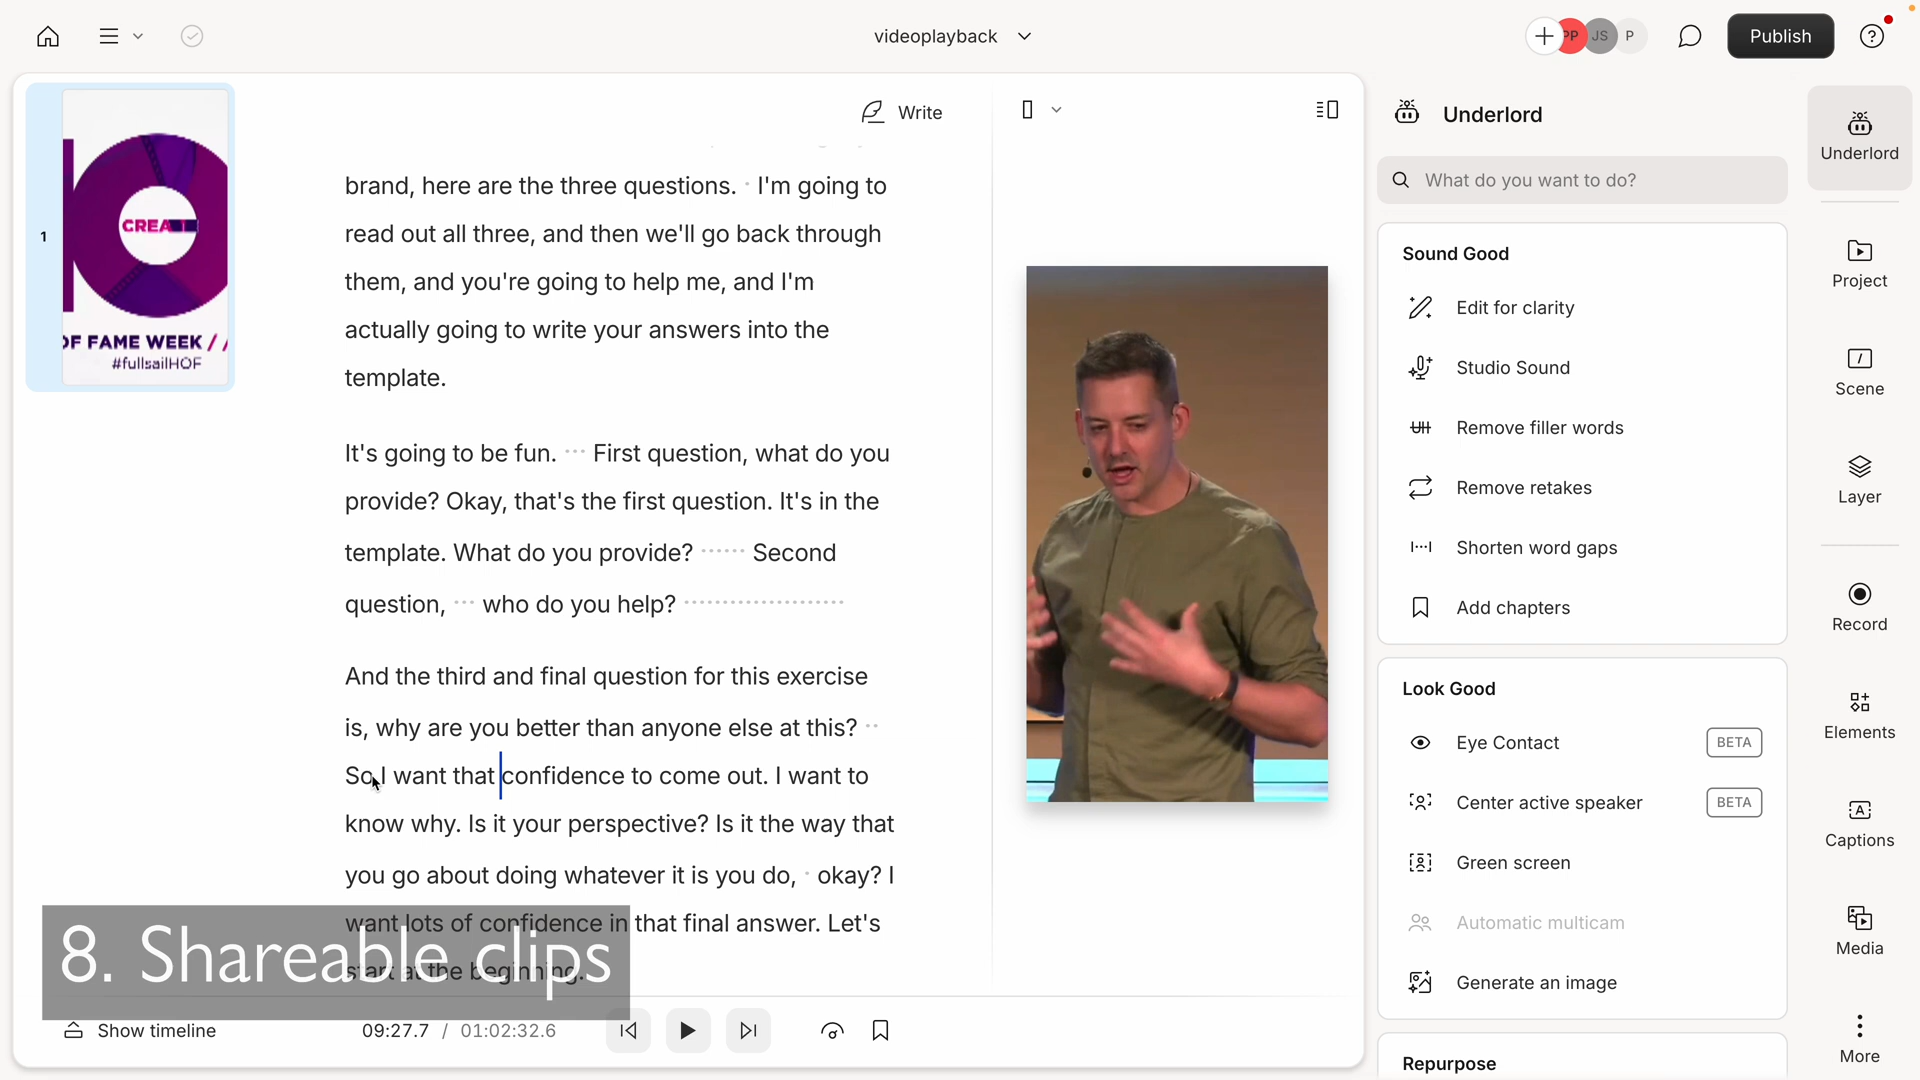 videoplayback
PP
JS
P
Publish
1
CREAT
OF FAME WEEK //
#fullsailHOF
Write
brand, here are the three questions. I'm going to
read out all three, and then we'll go back through
them, and you're going to help me, and I'm
actually going to write your answers into the
template.
It's going to be fun. First question, what do you
provide? Okay, that's the first question. It's in the
template. What do you provide? Second
question, who do you help?
And the third and final question for this exercise
is, why are you better than anyone else at this?
So I want that confidence to come out. I want to
know why. Is it your perspective? Is it the way that
you go about doing whatever it is you do, okay? I
want lots of confidence in that final answer. Let's
start at the beginning.
8. Shareable clips
Show timeline
09:27.7 / 01:02:32.6
Underlord
What do you want to do?
Sound Good
Edit for clarity
Studio Sound
Remove filler words
Remove retakes
Shorten word gaps
Add chapters
Look Good
Eye Contact BETA
Center active speaker BETA
Green screen
Automatic multicam
Generate an image
Repurpose
Underlord
Project
Scene
Layer
Record
Elements
Captions
Media
More